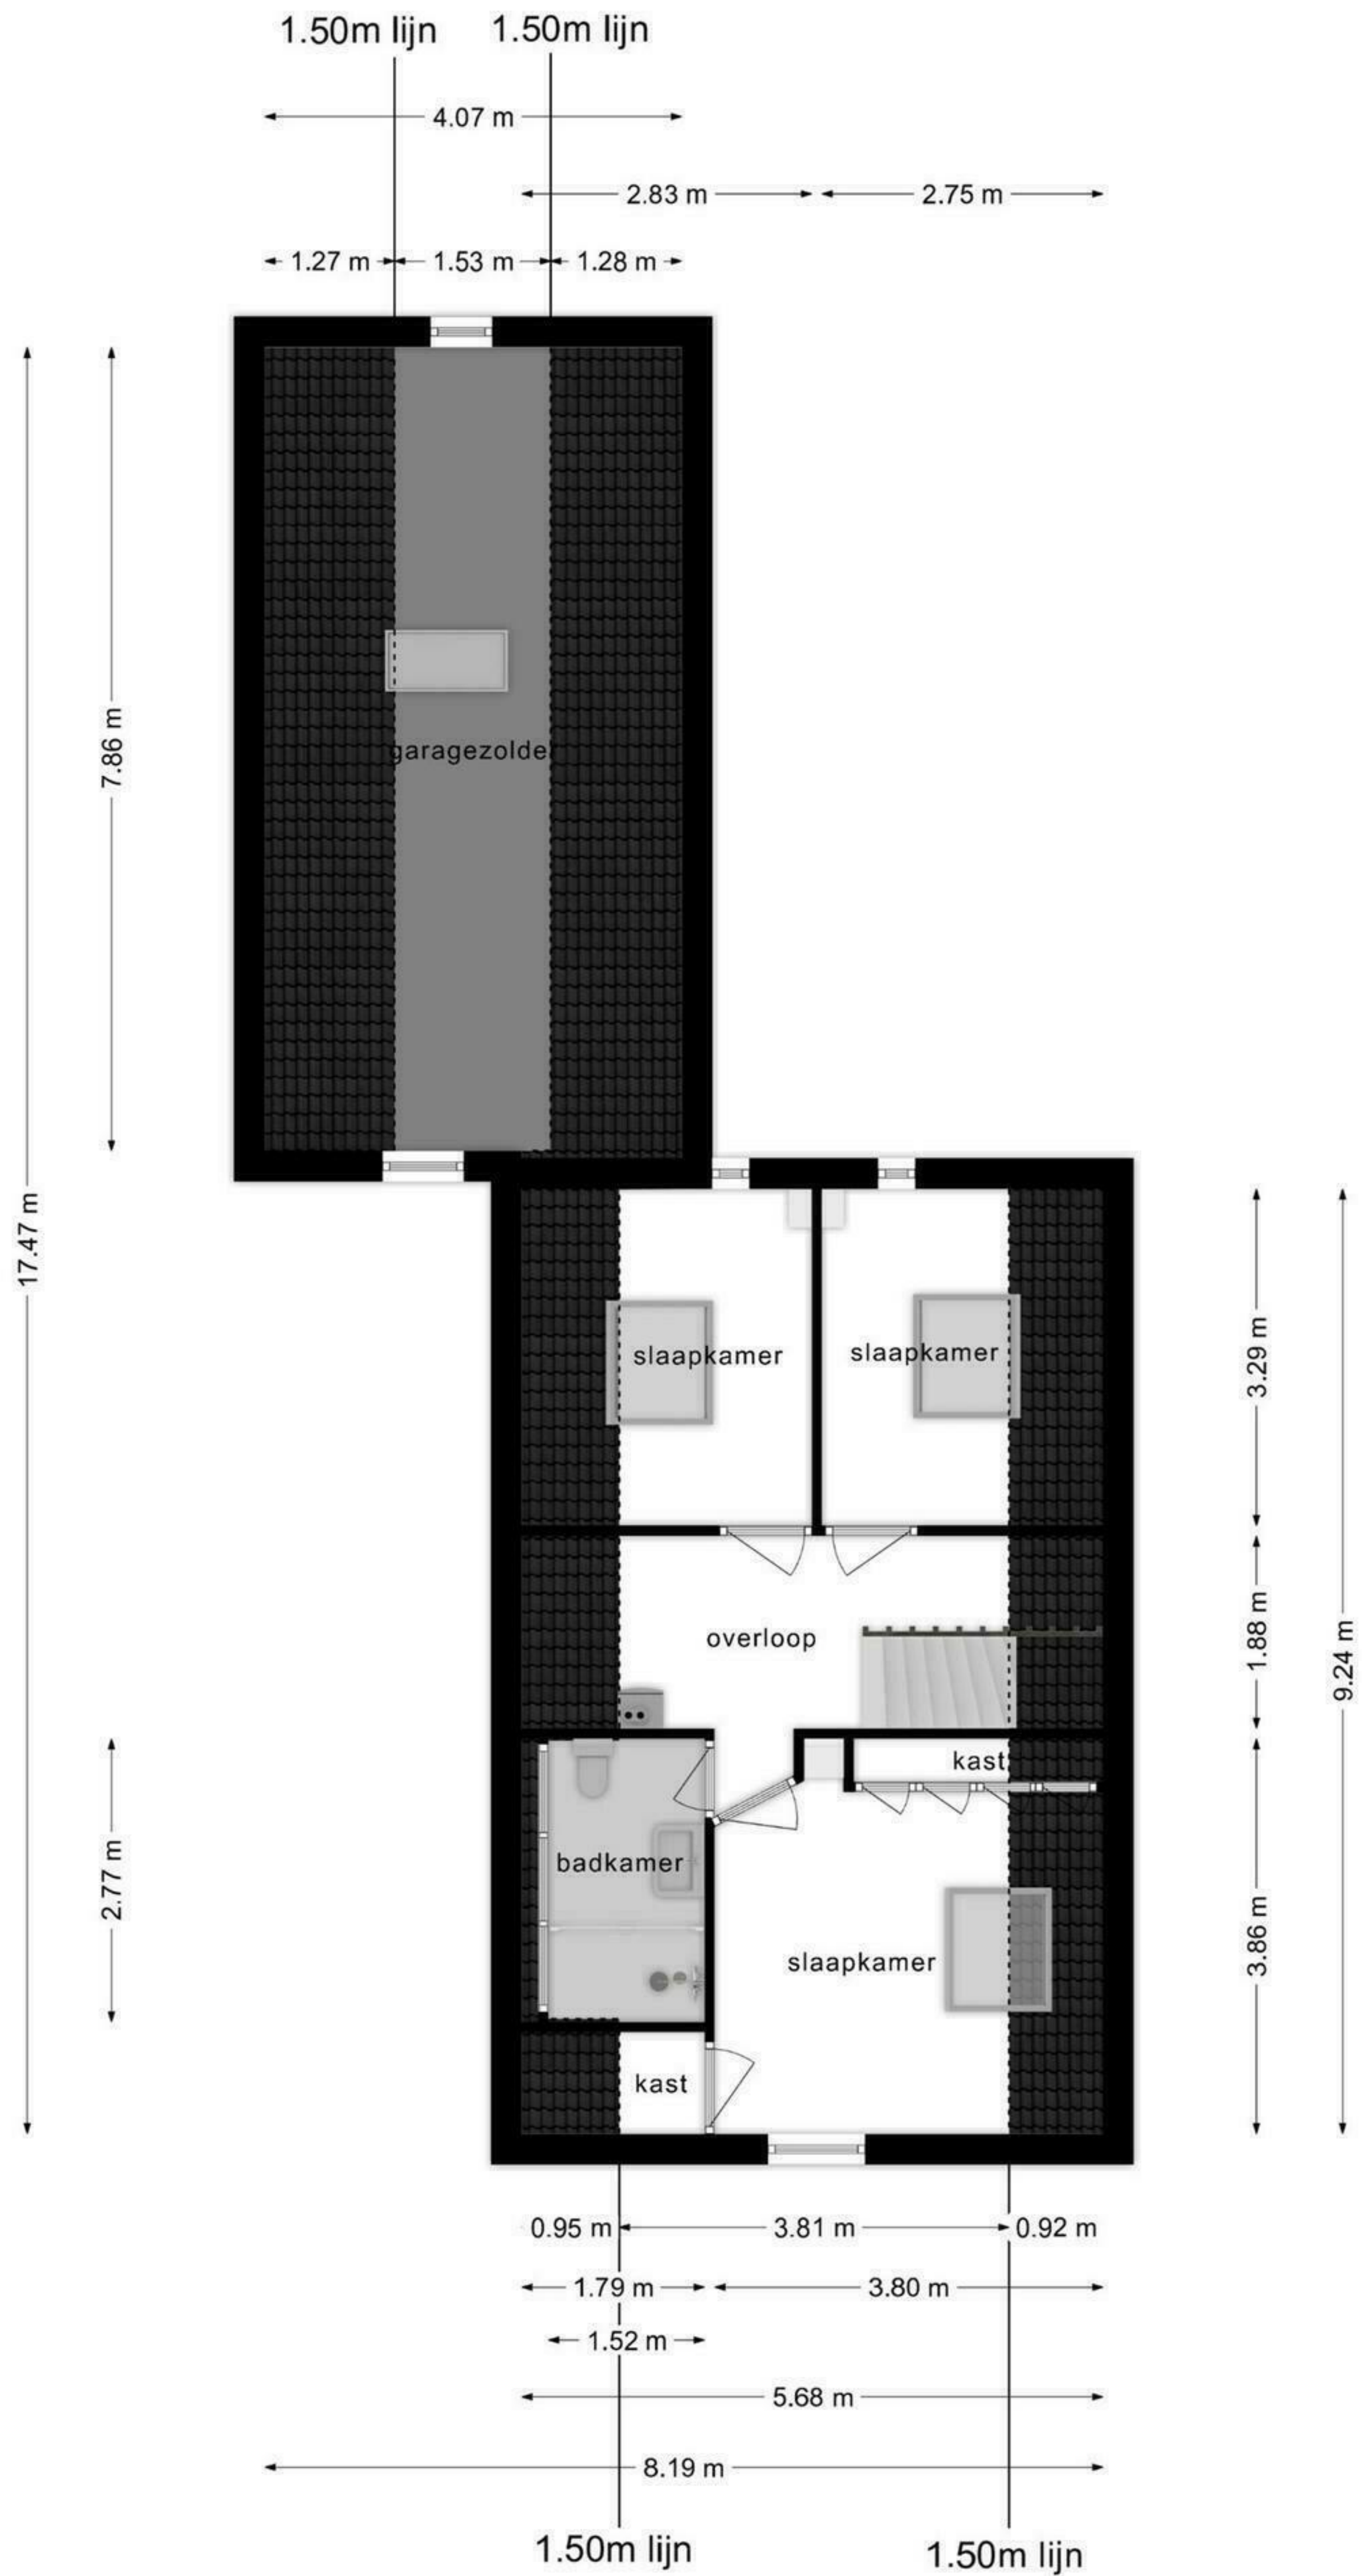 1.50m lijn 1.50m lijn
4.07 m
2.83 m 2.75 m
1.27 m 1.53 m 1.28 m
garagezolde
7.86 m
17.47 m
slaapkamer slaapkamer
3.29 m
overloop
1.88 m
9.24 m
kast
badkamer
2.77 m
slaapkamer
3.86 m
kast
0.95 m 3.81 m 0.92 m
1.79 m 3.80 m
1.52 m
5.68 m
8.19 m
1.50m lijn 1.50m lijn